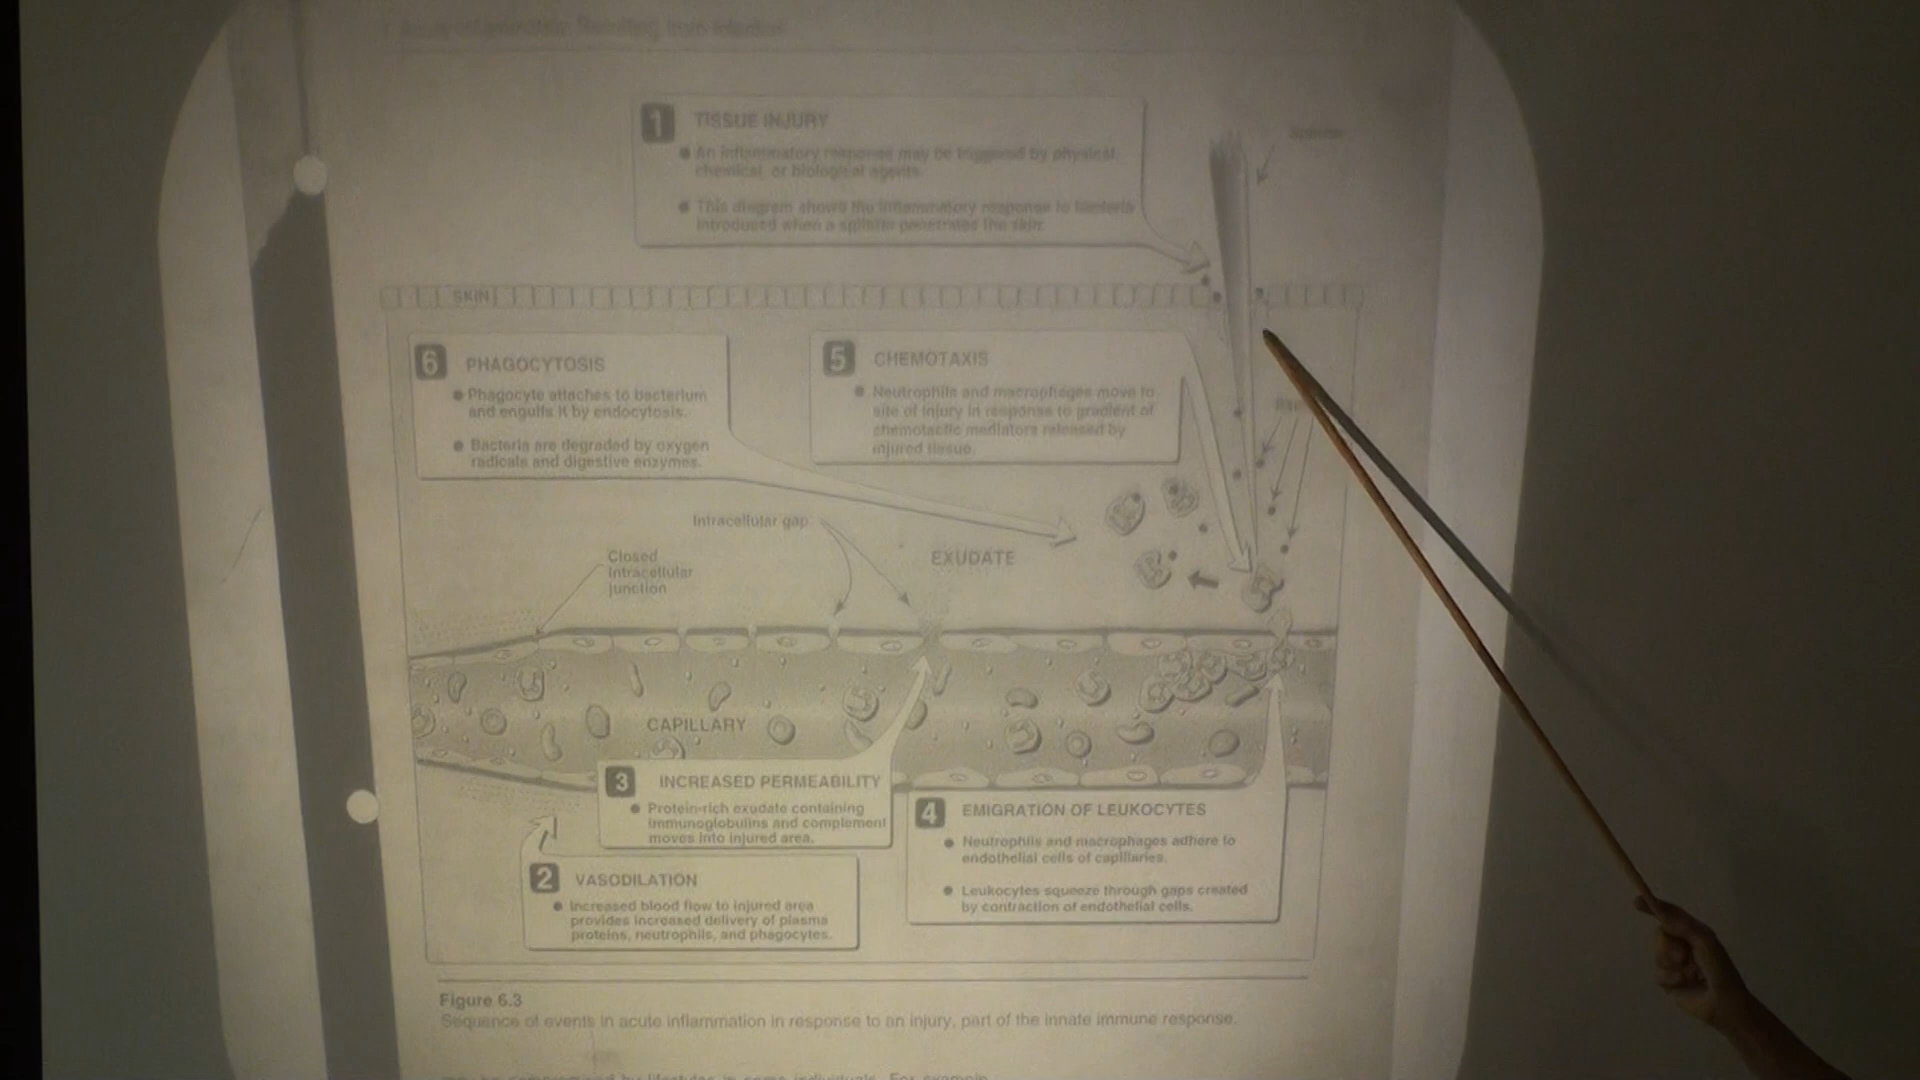 1 TISSUE INJURY
● An inflammatory response may be triggered by physical,
chemical, or biological agents.
● This diagram shows the inflammatory response to bacteria
introduced when a splinter penetrates the skin.
Splinter
SKIN
6 PHAGOCYTOSIS
● Phagocyte attaches to bacterium
and engulfs it by endocytosis.
● Bacteria are degraded by oxygen
radicals and digestive enzymes.
5 CHEMOTAXIS
● Neutrophils and macrophages move to
site of injury in response to gradient of
chemotactic mediators released by
injured tissue.
Intracellular gap
Closed
intracellular
junction
EXUDATE
CAPILLARY
3 INCREASED PERMEABILITY
● Protein-rich exudate containing
immunoglobulins and complement
moves into injured area.
4 EMIGRATION OF LEUKOCYTES
● Neutrophils and macrophages adhere to
endothelial cells of capillaries.
● Leukocytes squeeze through gaps created
by contraction of endothelial cells.
2 VASODILATION
● Increased blood flow to injured area
provides increased delivery of plasma
proteins, neutrophils, and phagocytes.
Figure 6.3
Sequence of events in acute inflammation in response to an injury, part of the innate immune response.